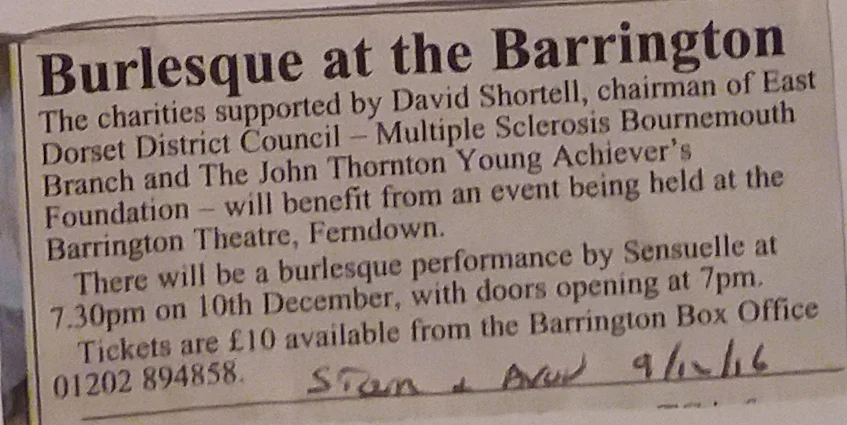 Burlesque at the Barrington
The charities supported by David Shortell, chairman of East
Dorset District Council – Multiple Sclerosis Bournemouth
Branch and The John Thornton Young Achiever's
Foundation – will benefit from an event being held at the
Barrington Theatre, Ferndown.
There will be a burlesque performance by Sensuelle at
7.30pm on 10th December, with doors opening at 7pm.
Tickets are £10 available from the Barrington Box Office
01202 894858.
9/12/16